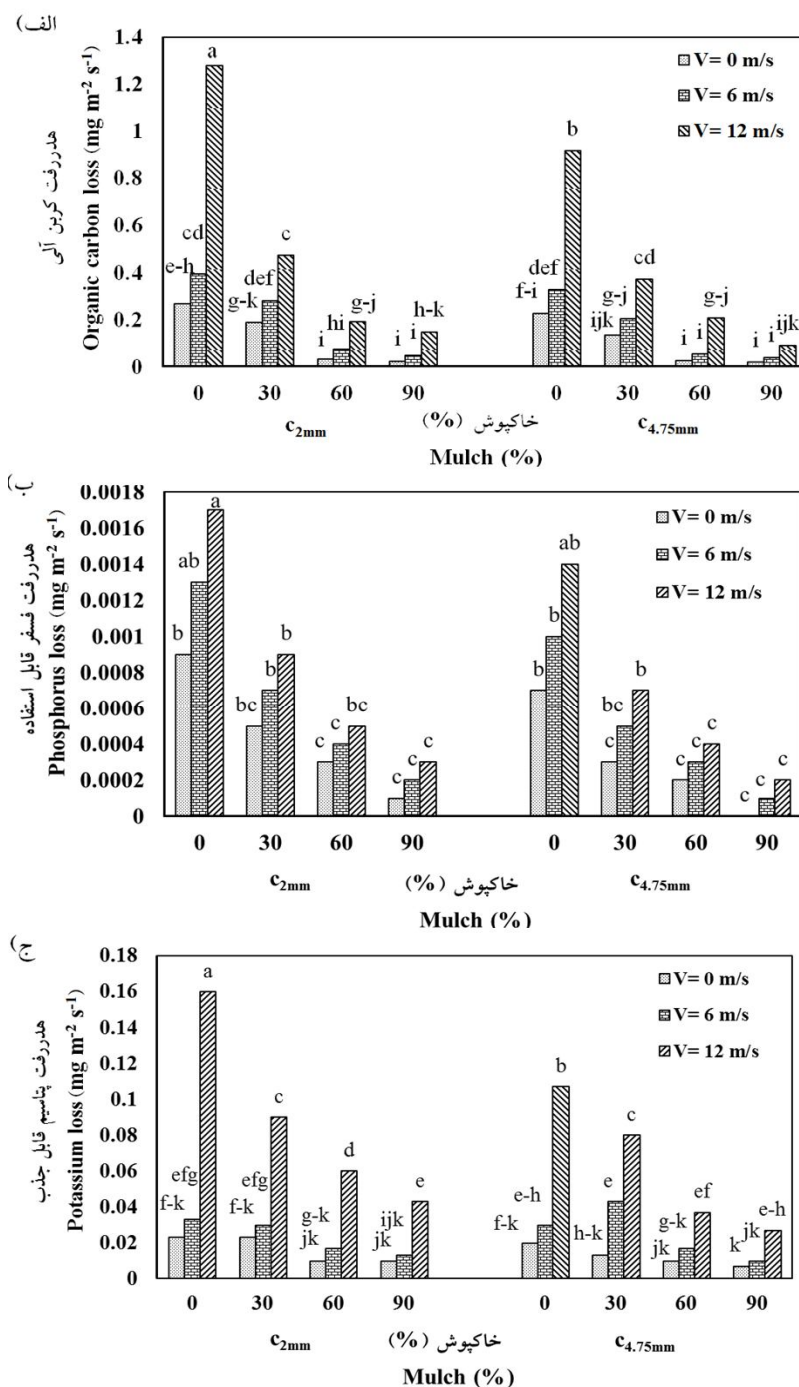 الف)
هدررفت کربن آلی
Organic carbon loss (mg m-2 s-1)
1.4
1.2
1
0.8
0.6
0.4
0.2
0
V= 0 m/s
V= 6 m/s
V= 12 m/s
e-h cd a
g-k def c
i hi g-j
i i h-k
f-i def b
ijk g-j cd
i i g-j
i i ijk
0 30 60 90 0 30 60 90
c2mm خاکپوش (%) c4.75mm
Mulch (%)
ب)
هدررفت فسفر قابل استفاده
Phosphorus loss (mg m-2 s-1)
0.0018
0.0016
0.0014
0.0012
0.001
0.0008
0.0006
0.0004
0.0002
0
V= 0 m/s
V= 6 m/s
V= 12 m/s
b ab a
bc b b
c c bc
c c c
b b ab
c bc b
c c c
c c c
0 30 60 90 0 30 60 90
c2mm خاکپوش (%) c4.75mm
Mulch (%)
ج)
هدررفت پتاسیم قابل جذب
Potassium loss (mg m-2 s-1)
0.18
0.16
0.14
0.12
0.1
0.08
0.06
0.04
0.02
0
V= 0 m/s
V= 6 m/s
V= 12 m/s
f-k efg a
f-k efg c
jk g-k d
jk ijk e
f-k e-h b
h-k e c
jk g-k ef
k jk e-h
0 30 60 90 0 30 60 90
c2mm خاکپوش (%) c4.75mm
Mulch (%)